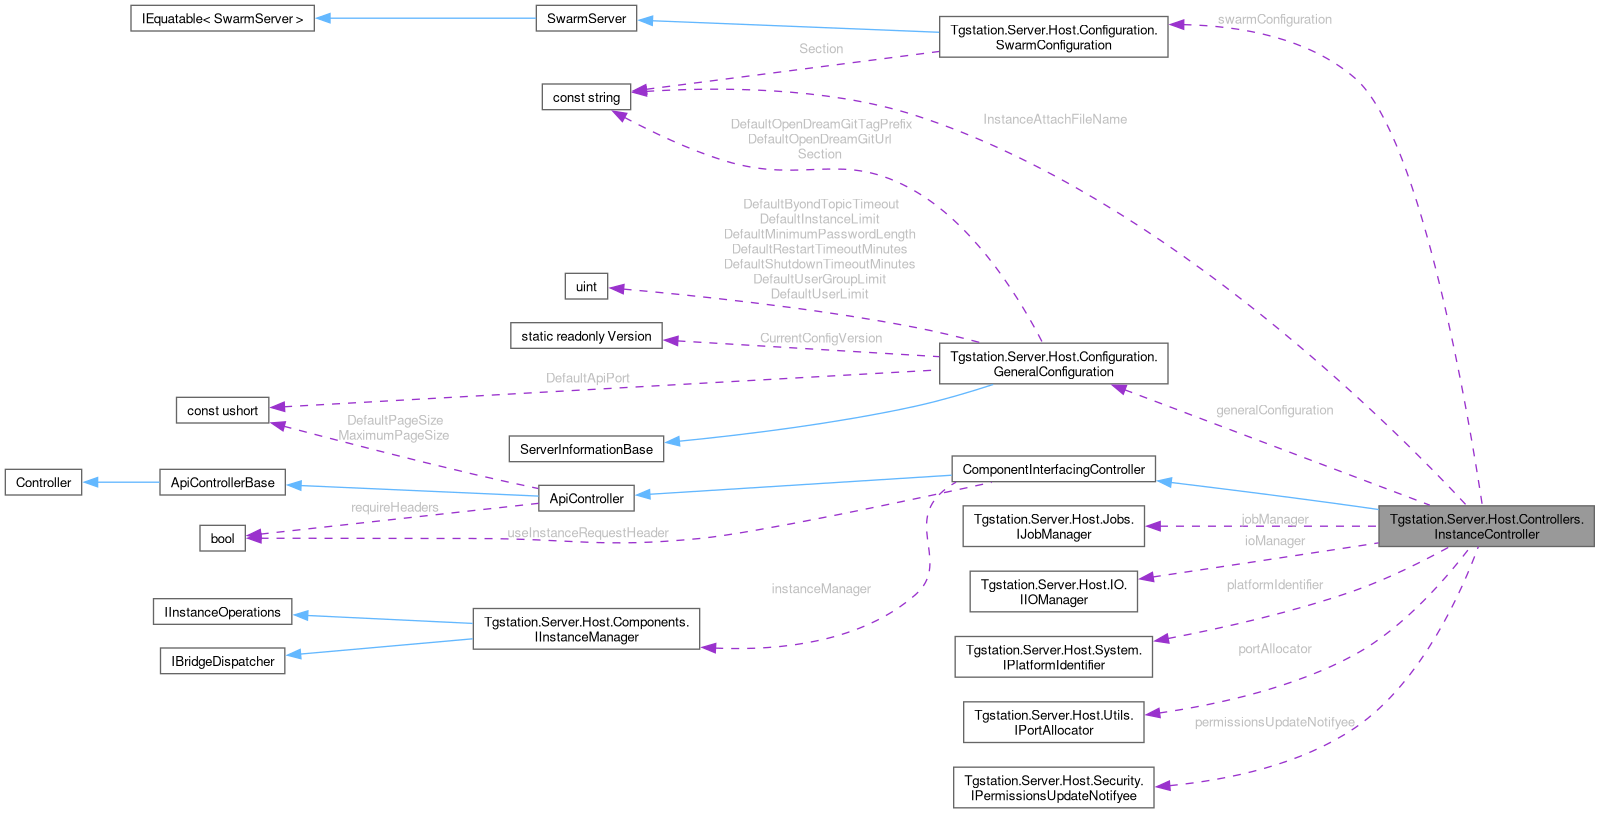 IEquatable< SwarmServer >
SwarmServer
Tgstation.Server.Host.Configuration.
SwarmConfiguration
swarmConfiguration
Section
const string
InstanceAttachFileName
DefaultOpenDreamGitTagPrefix
DefaultOpenDreamGitUrl
Section
DefaultByondTopicTimeout
DefaultInstanceLimit
DefaultMinimumPasswordLength
DefaultRestartTimeoutMinutes
DefaultShutdownTimeoutMinutes
DefaultUserGroupLimit
DefaultUserLimit
uint
static readonly Version
CurrentConfigVersion
Tgstation.Server.Host.Configuration.
GeneralConfiguration
DefaultApiPort
const ushort
generalConfiguration
DefaultPageSize
MaximumPageSize
ServerInformationBase
ComponentInterfacingController
Controller
ApiControllerBase
ApiController
requireHeaders
bool
useInstanceRequestHeader
Tgstation.Server.Host.Jobs.
IJobManager
jobManager
Tgstation.Server.Host.Controllers.
InstanceController
ioManager
Tgstation.Server.Host.IO.
IIOManager
platformIdentifier
instanceManager
IInstanceOperations
Tgstation.Server.Host.Components.
IInstanceManager
IBridgeDispatcher
Tgstation.Server.Host.System.
IPlatformIdentifier
portAllocator
Tgstation.Server.Host.Utils.
IPortAllocator
permissionsUpdateNotifyee
Tgstation.Server.Host.Security.
IPermissionsUpdateNotifyee